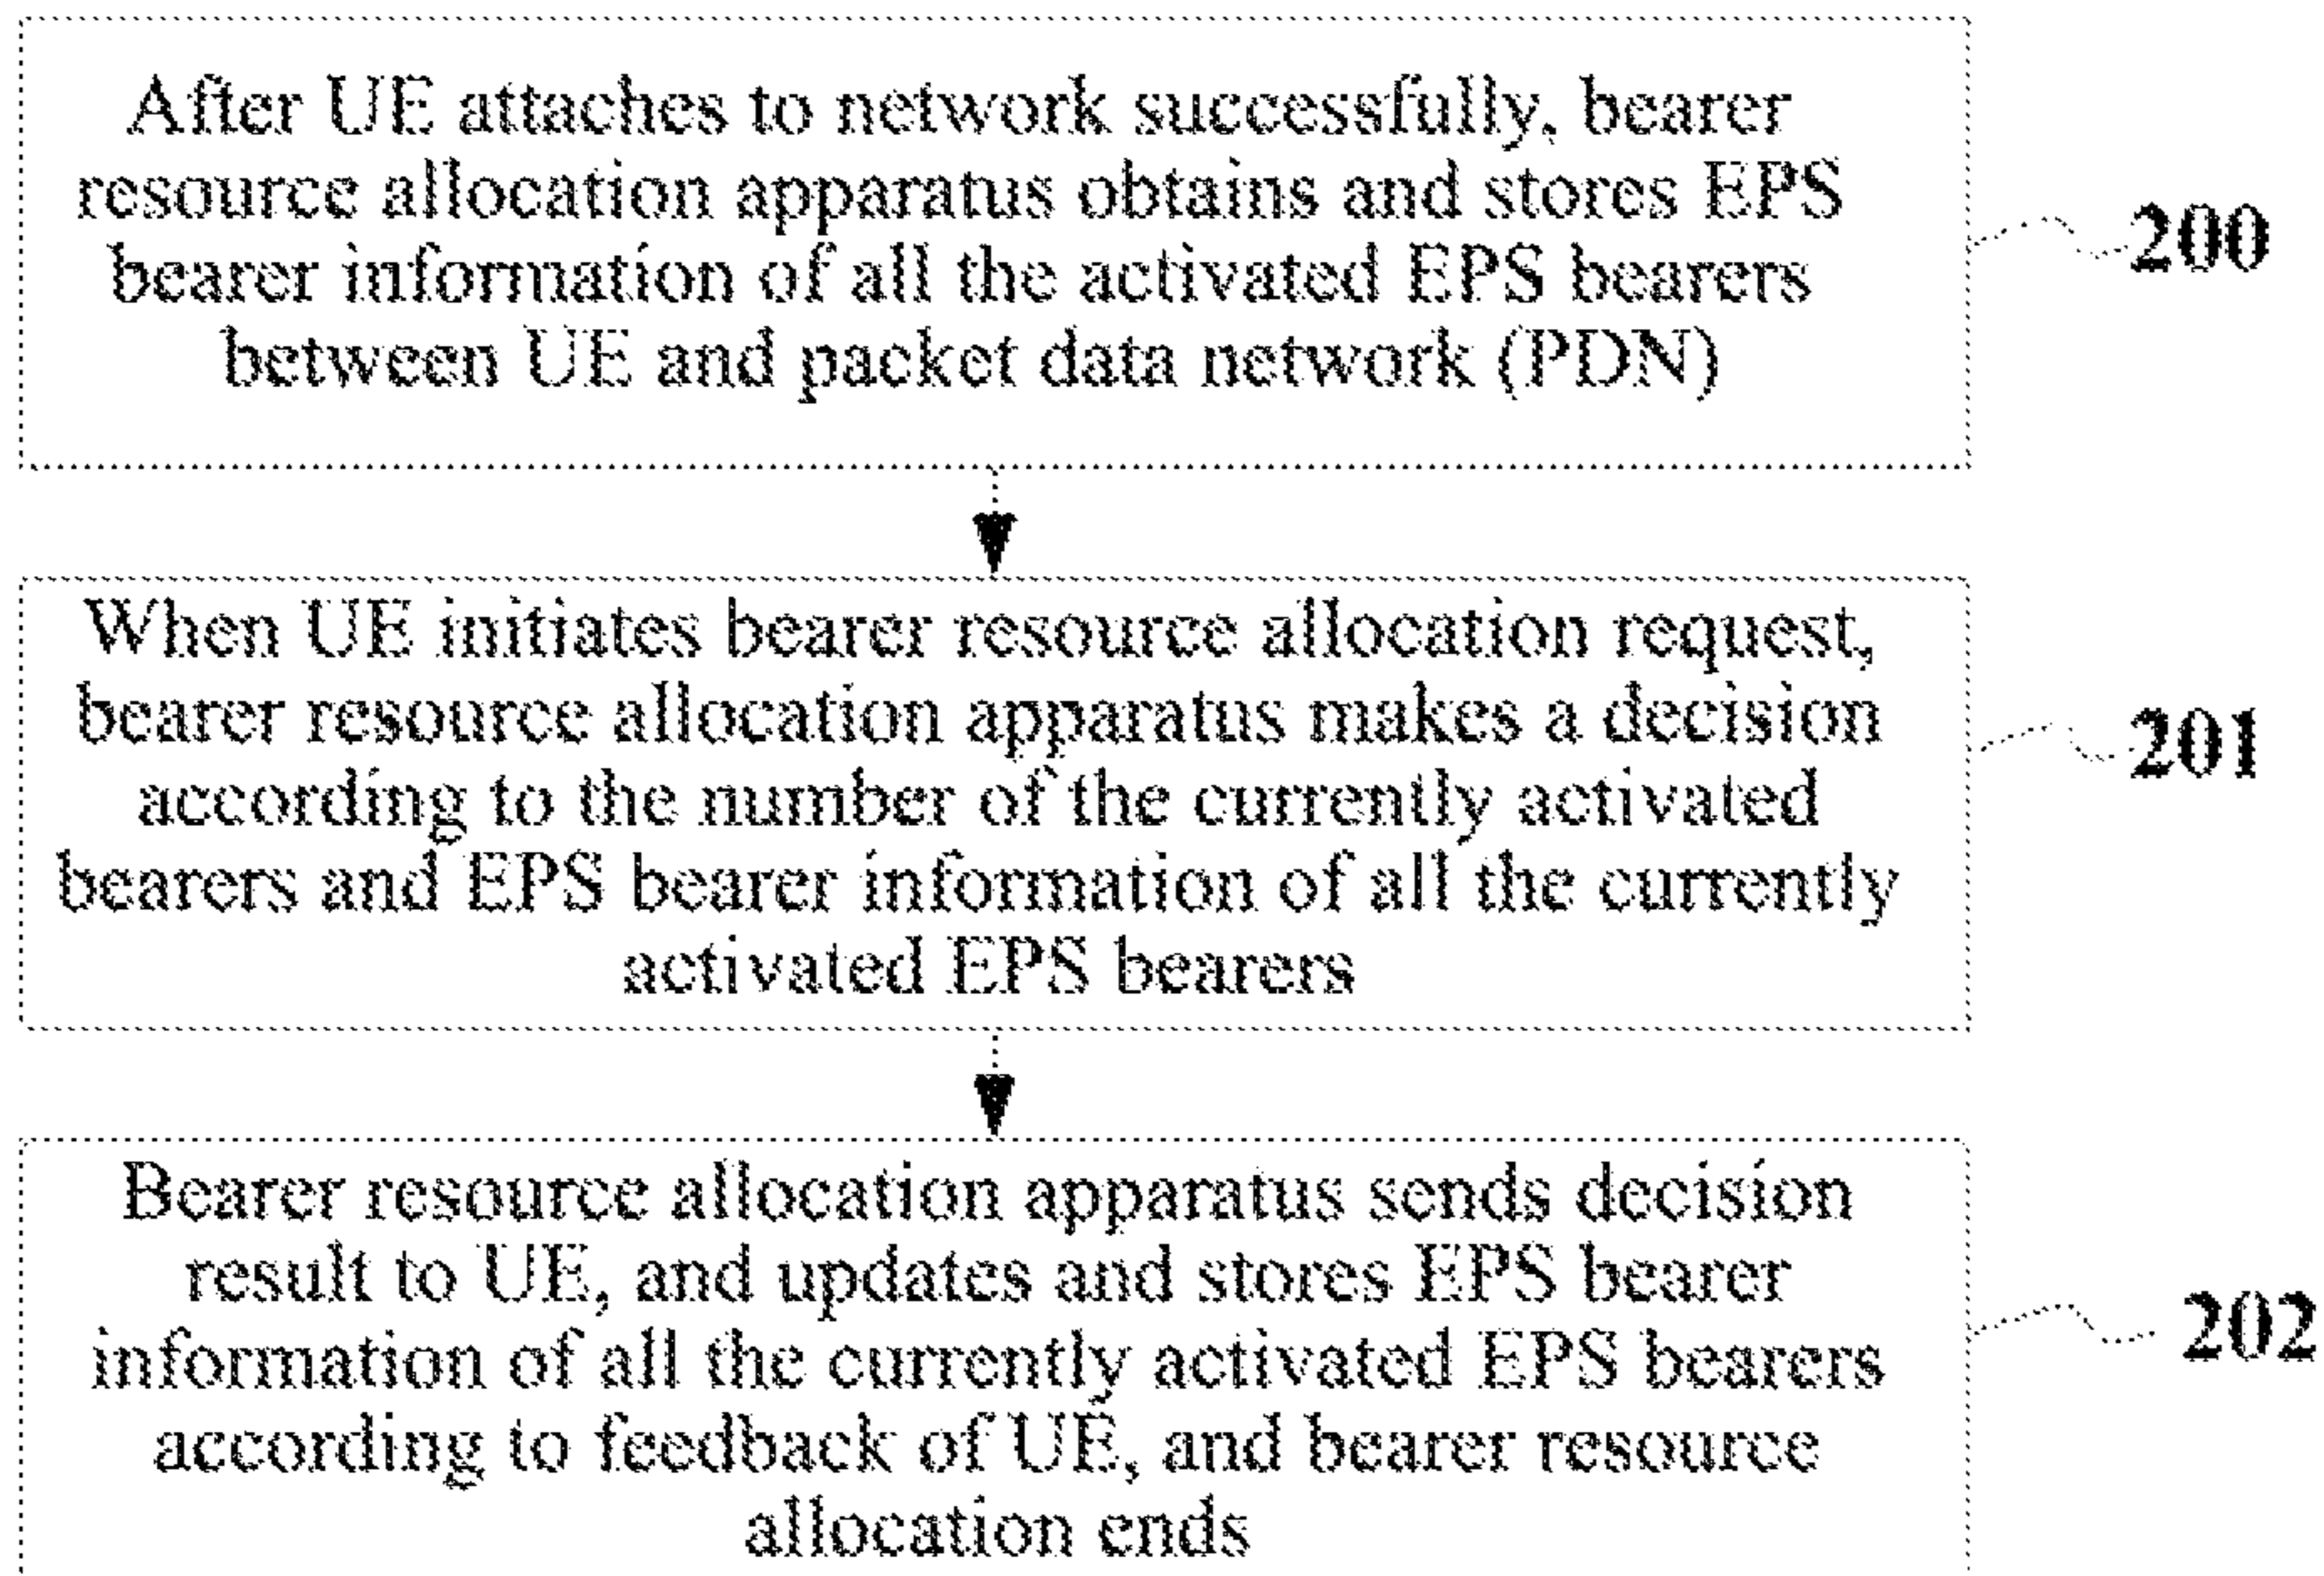 After UE attaches to network successfully, bearer
resource allocation apparatus obtains and stores EPS
bearer information of all the activated EPS bearers
between UE and packet data network (PDN)
200
When UE initiates bearer resource allocation request,
bearer resource allocation apparatus makes a decision
according to the number of the currently activated
bearers and EPS bearer information of all the currently
activated EPS bearers
201
Bearer resource allocation apparatus sends decision
result to UE, and updates and stores EPS bearer
information of all the currently activated EPS bearers
according to feedback of UE, and bearer resource
allocation ends
202